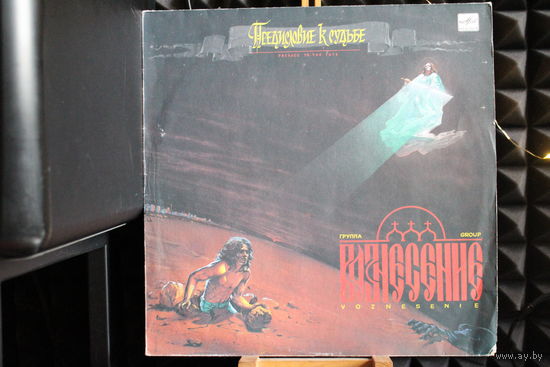 Предисловие к судьбе
PREFACE TO THE FATE
ГРУППА GROUP
ВОЗНЕСЕНИЕ
VOZNESENIE
www.ay.by